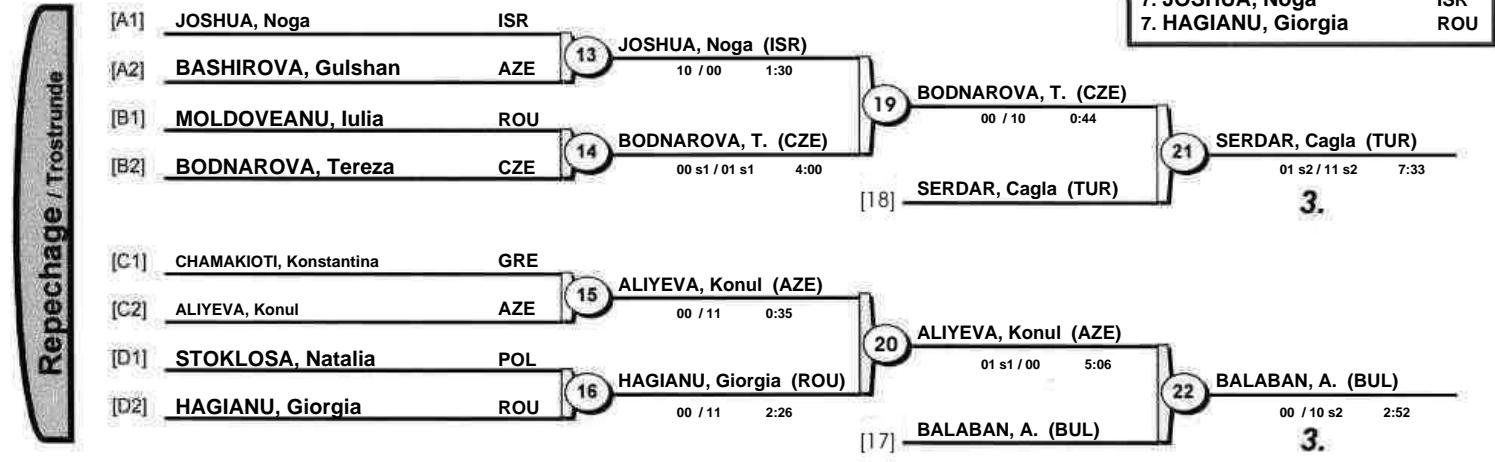 7. JOSHUA, Noga ISR
7. HAGIANU, Giorgia ROU
Repechage / Trostrunde
[A1] JOSHUA, Noga ISR
13 JOSHUA, Noga (ISR)
10 / 00 1:30
[A2] BASHIROVA, Gulshan AZE
19 BODNAROVA, T. (CZE)
00 / 10 0:44
[B1] MOLDOVEANU, Iulia ROU
14 BODNAROVA, T. (CZE)
00 s1 / 01 s1 4:00
[B2] BODNAROVA, Tereza CZE
21 SERDAR, Cagla (TUR)
01 s2 / 11 s2 7:33
[18] SERDAR, Cagla (TUR)
3.
[C1] CHAMAKIOTI, Konstantina GRE
15 ALIYEVA, Konul (AZE)
00 / 11 0:35
[C2] ALIYEVA, Konul AZE
20 ALIYEVA, Konul (AZE)
01 s1 / 00 5:06
[D1] STOKLOSA, Natalia POL
16 HAGIANU, Giorgia (ROU)
00 / 11 2:26
[D2] HAGIANU, Giorgia ROU
22 BALABAN, A. (BUL)
00 / 10 s2 2:52
[17] BALABAN, A. (BUL)
3.